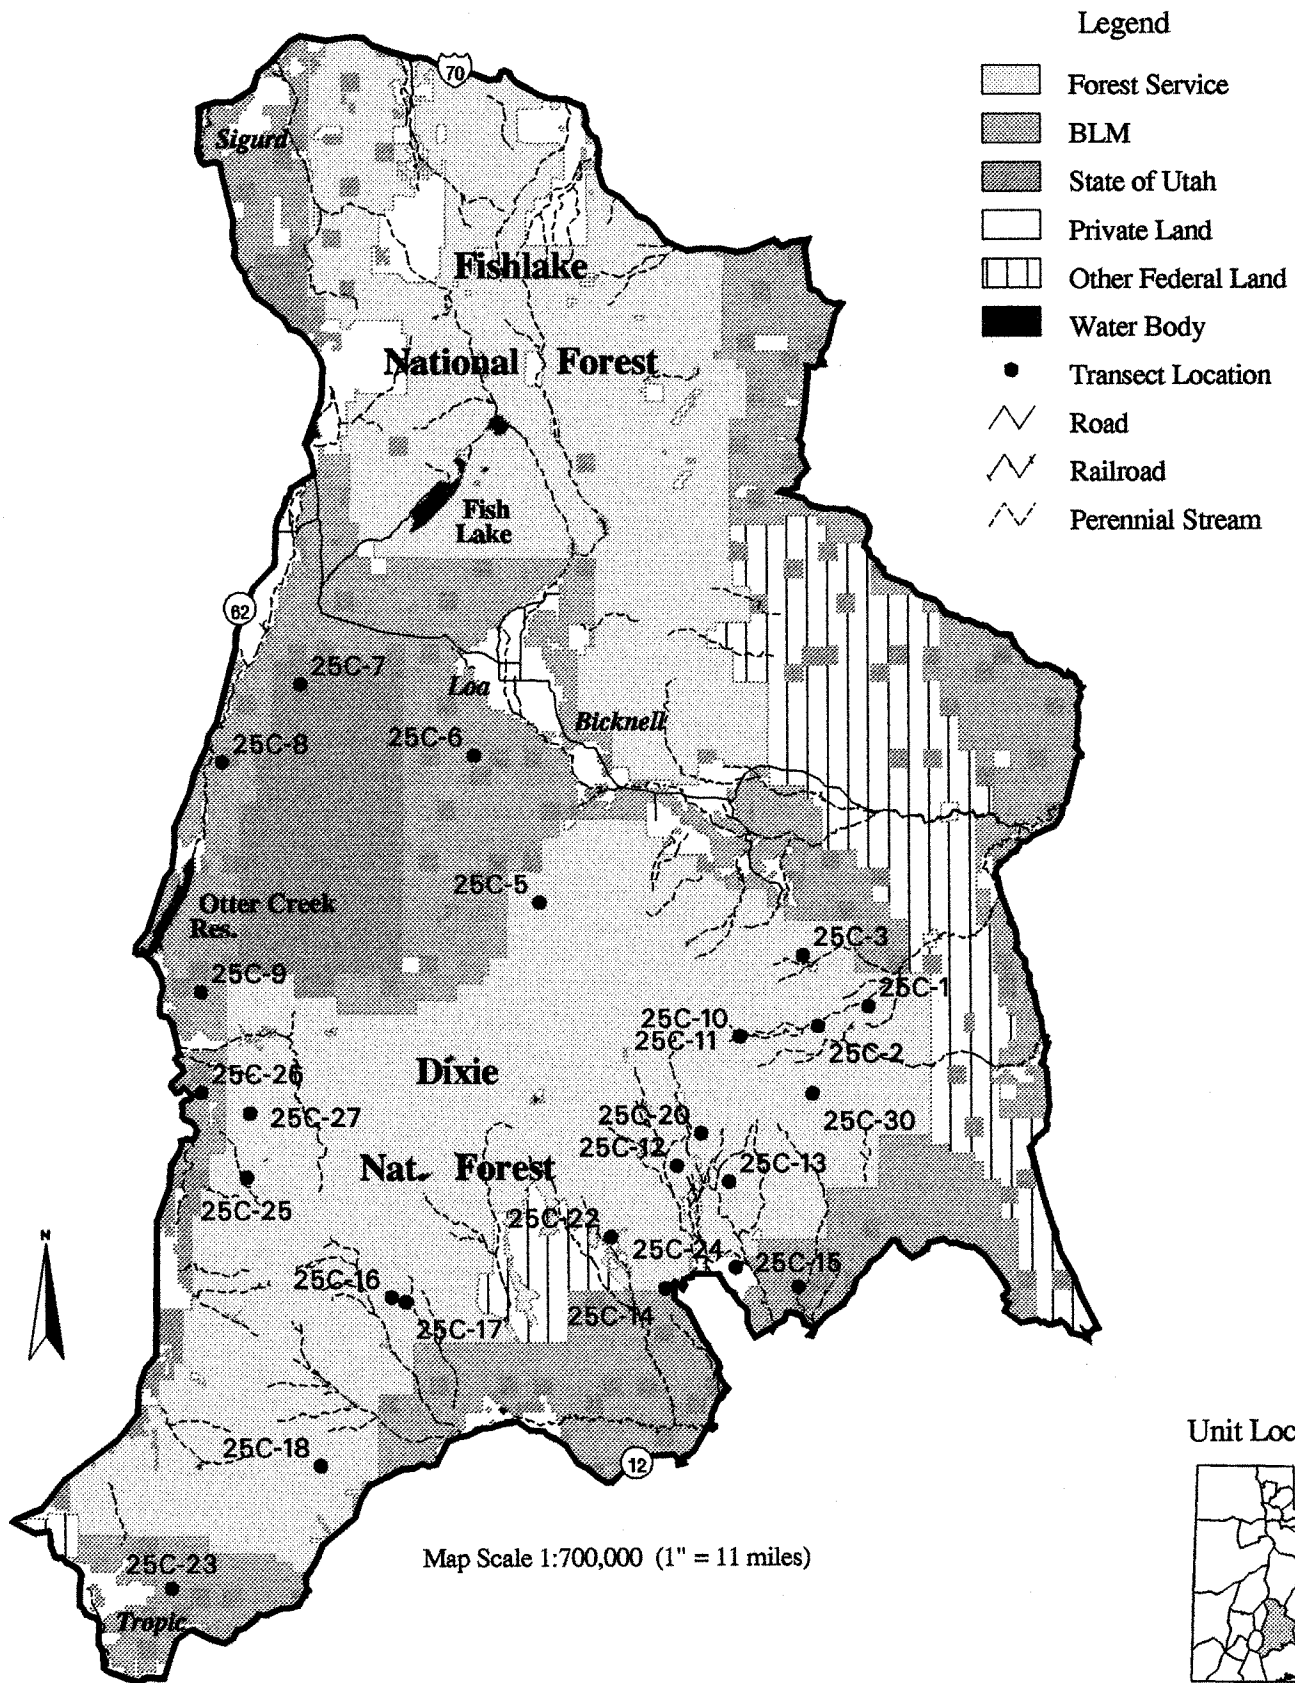 Legend
Forest Service
BLM
State of Utah
Private Land
Other Federal Land
Water Body
Transect Location
Road
Railroad
Perennial Stream
70
Sigurd
Fishlake
National Forest
Fish
Lake
62
25C-7
Loa
Bicknell
25C-8
25C-6
25C-5
Otter Creek
Res.
25C-3
25C-9
25C-1
25C-10
25C-11
25C-2
Dixie
25C-26
25C-27
25C-20
25C-30
25C-12
Nat. Forest
25C-13
25C-25
25C-22
25C-24
25C-15
N
25C-16
25C-14
25C-17
25C-18
12
Unit Loc
Map Scale 1:700,000 (1" = 11 miles)
25C-23
Tropic